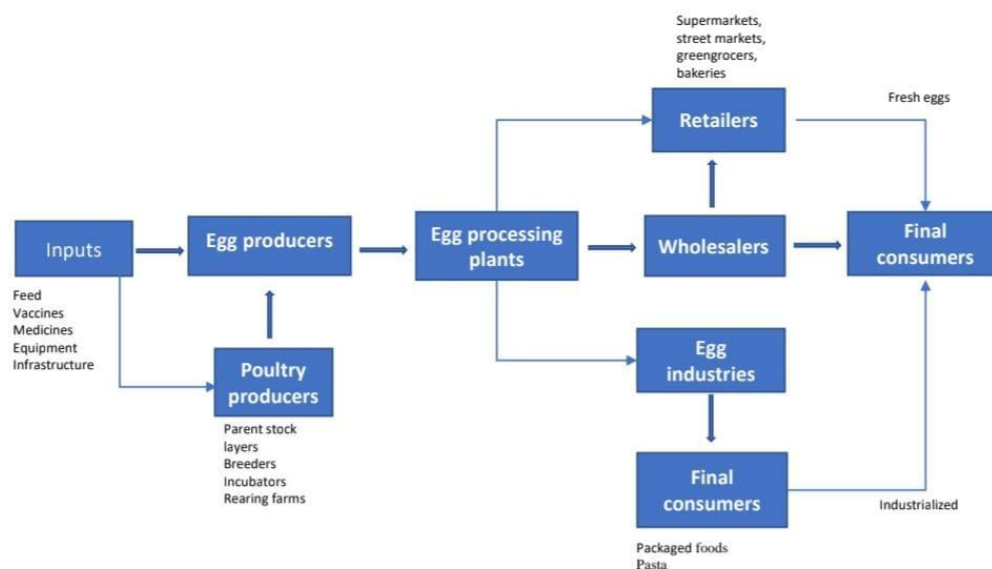 Supermarkets,
street markets,
greengrocers,
bakeries
Fresh eggs
Retailers
Inputs
Egg producers
Egg processing
plants
Wholesalers
Final
consumers
Feed
Vaccines
Medicines
Equipment
Infrastructure
Poultry
producers
Egg
industries
Parent stock
layers
Breeders
Incubators
Rearing farms
Final
consumers
Industrialized
Packaged foods
Pasta